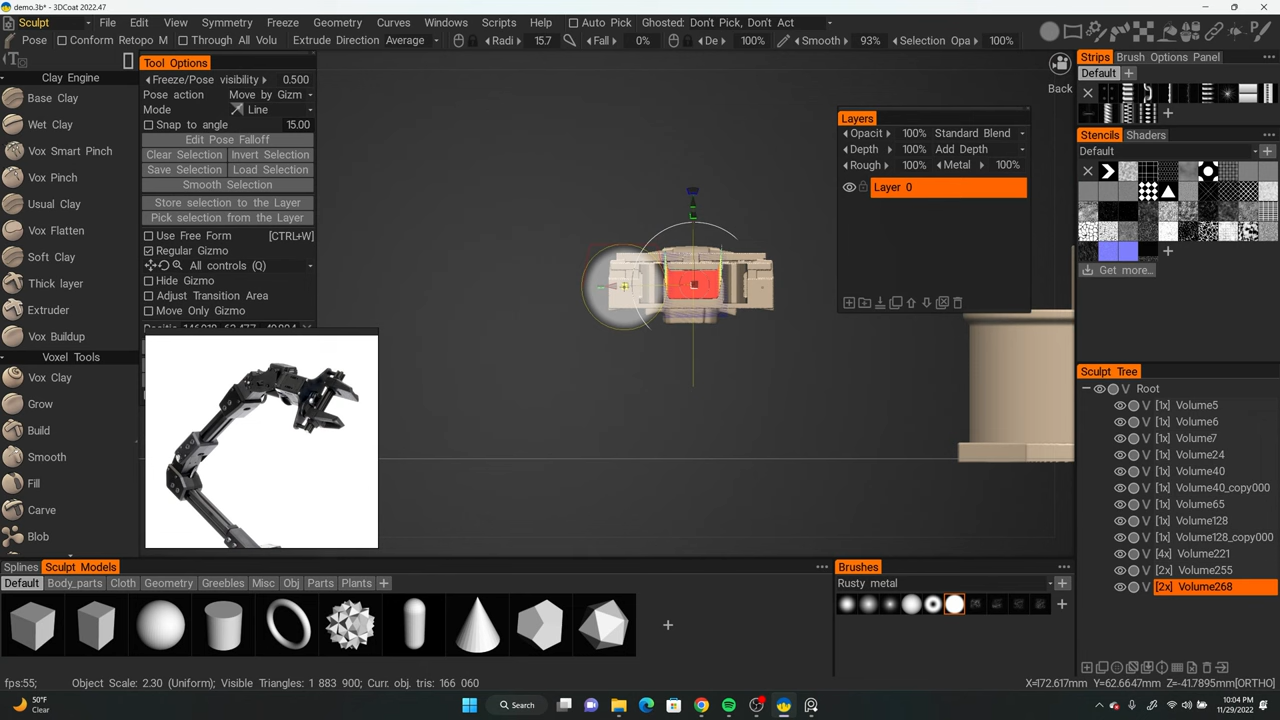 demo.3b* - 3DCoat 2022.47
Sculpt File Edit View Symmetry Freeze Geometry Curves Windows Scripts Help Auto Pick Ghosted: Don't Pick, Don't Act
Pose Conform Retopo M Through All Volu Extrude Direction Average Radi 15.7 Fall 0% De 100% Smooth 93% Selection Opa 100%
Clay Engine
Base Clay
Wet Clay
Vox Smart Pinch
Vox Pinch
Usual Clay
Vox Flatten
Soft Clay
Thick layer
Extruder
Vox Buildup
Voxel Tools
Vox Clay
Grow
Build
Smooth
Fill
Carve
Boolean
Tool Options
Freeze/Pose visibility 0.500
Pose action Move by Gizm
Mode Line
Snap to angle 15.00
Edit Pose Falloff
Clear Selection Invert Selection
Save Selection Load Selection
Smooth Selection
Store selection to the Layer
Pick selection from the Layer
Use Free Form [CTRL+W]
Regular Gizmo
All controls (Q)
Hide Gizmo
Adjust Transition Area
Move Only Gizmo
Back
Layers
Opacit 100% Standard Blend
Depth 100% Add Depth
Rough 100% Metal 100%
Layer 0
Strips Brush Options Panel
Default
Stencils Shaders
Default
Get more...
Sculpt Tree
Root
[1x] Volume5
[1x] Volume6
[1x] Volume7
[1x] Volume24
[1x] Volume40
[1x] Volume40_copy000
[1x] Volume65
[1x] Volume128
[1x] Volume128_copy000
[4x] Volume221
[2x] Volume255
[2x] Volume268
Splines Sculpt Models
Default Body_parts Cloth Geometry Greebles Misc Obj Parts Plants
Brushes
Rusty metal
fps:55; Object Scale: 2.30 (Uniform); Visible Triangles: 1 883 900; Curr. obj. tris: 166 060
X=172.617mm Y=62.6647mm Z=-417.895mm[ORTHO]
50°F
Clear
Search
10:04 PM
11/29/2022